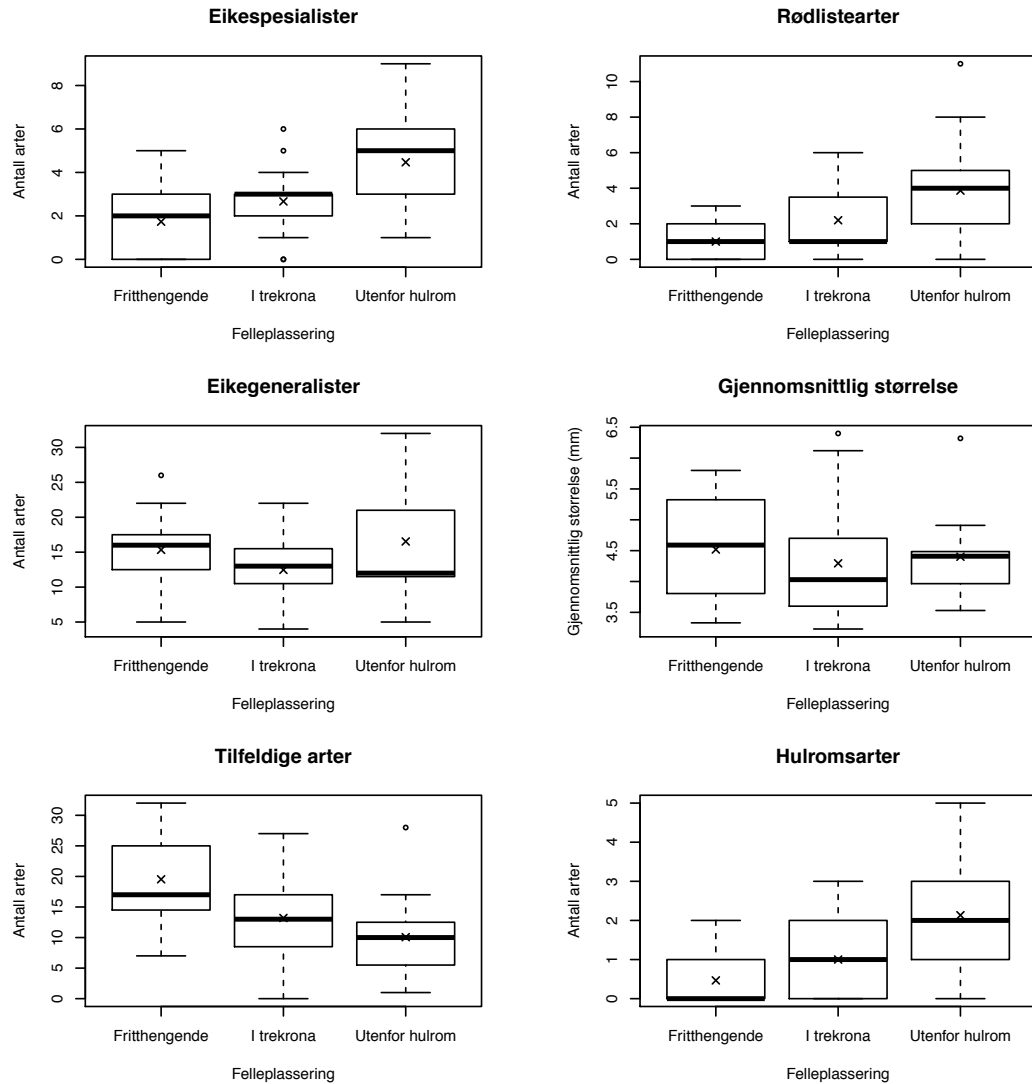 Eikespesialister
Antall arter
0 2 4 6 8
Fritthengende I trekrona Utenfor hulrom
Felleplassering
Rødlistearter
Antall arter
0 2 4 6 8 10
Fritthengende I trekrona Utenfor hulrom
Felleplassering
Eikegeneralister
Antall arter
5 10 15 20 25 30
Fritthengende I trekrona Utenfor hulrom
Felleplassering
Gjennomsnittlig størrelse
Gjennomsnittlig størrelse (mm)
3.5 4.5 5.5 6.5
Fritthengende I trekrona Utenfor hulrom
Felleplassering
Tilfeldige arter
Antall arter
0 5 10 15 20 25 30
Fritthengende I trekrona Utenfor hulrom
Felleplassering
Hulromsarter
Antall arter
0 1 2 3 4 5
Fritthengende I trekrona Utenfor hulrom
Felleplassering